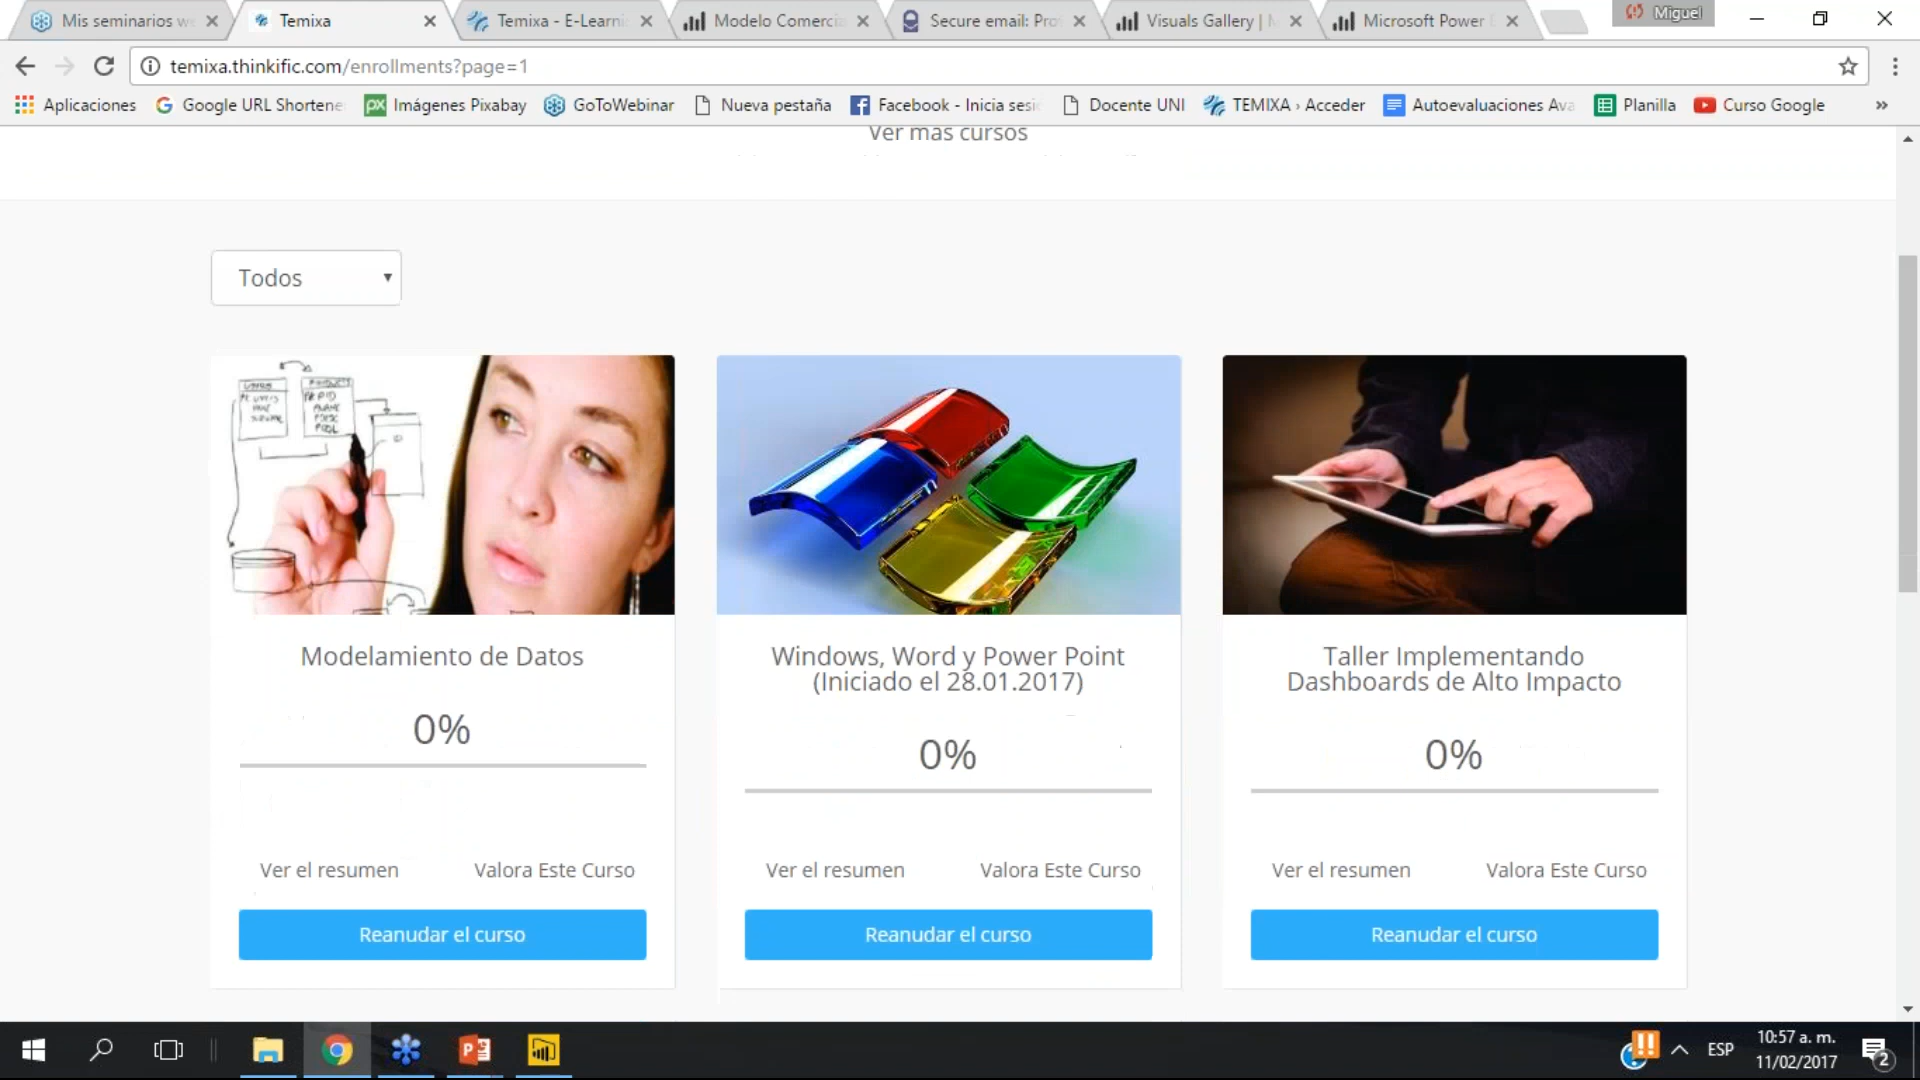 Mis seminarios we
Temixa
Temixa - E-Learni
Modelo Comercia
Secure email: Pro
Visuals Gallery | M
Microsoft Power
Miguel
temixa.thinkific.com/enrollments?page=1
Aplicaciones
Google URL Shortene
Imágenes Pixabay
GoToWebinar
Nueva pestaña
Facebook - Inicia sesi
Docente UNI
TEMIXA › Acceder
Autoevaluaciones Ava
Planilla
Curso Google
»
Ver más cursos
Todos
Modelamiento de Datos
0%
Ver el resumen
Valora Este Curso
Reanudar el curso
Windows, Word y Power Point
(Iniciado el 28.01.2017)
0%
Ver el resumen
Valora Este Curso
Reanudar el curso
Taller Implementando
Dashboards de Alto Impacto
0%
Ver el resumen
Valora Este Curso
Reanudar el curso
ESP
10:57 a. m.
11/02/2017
2